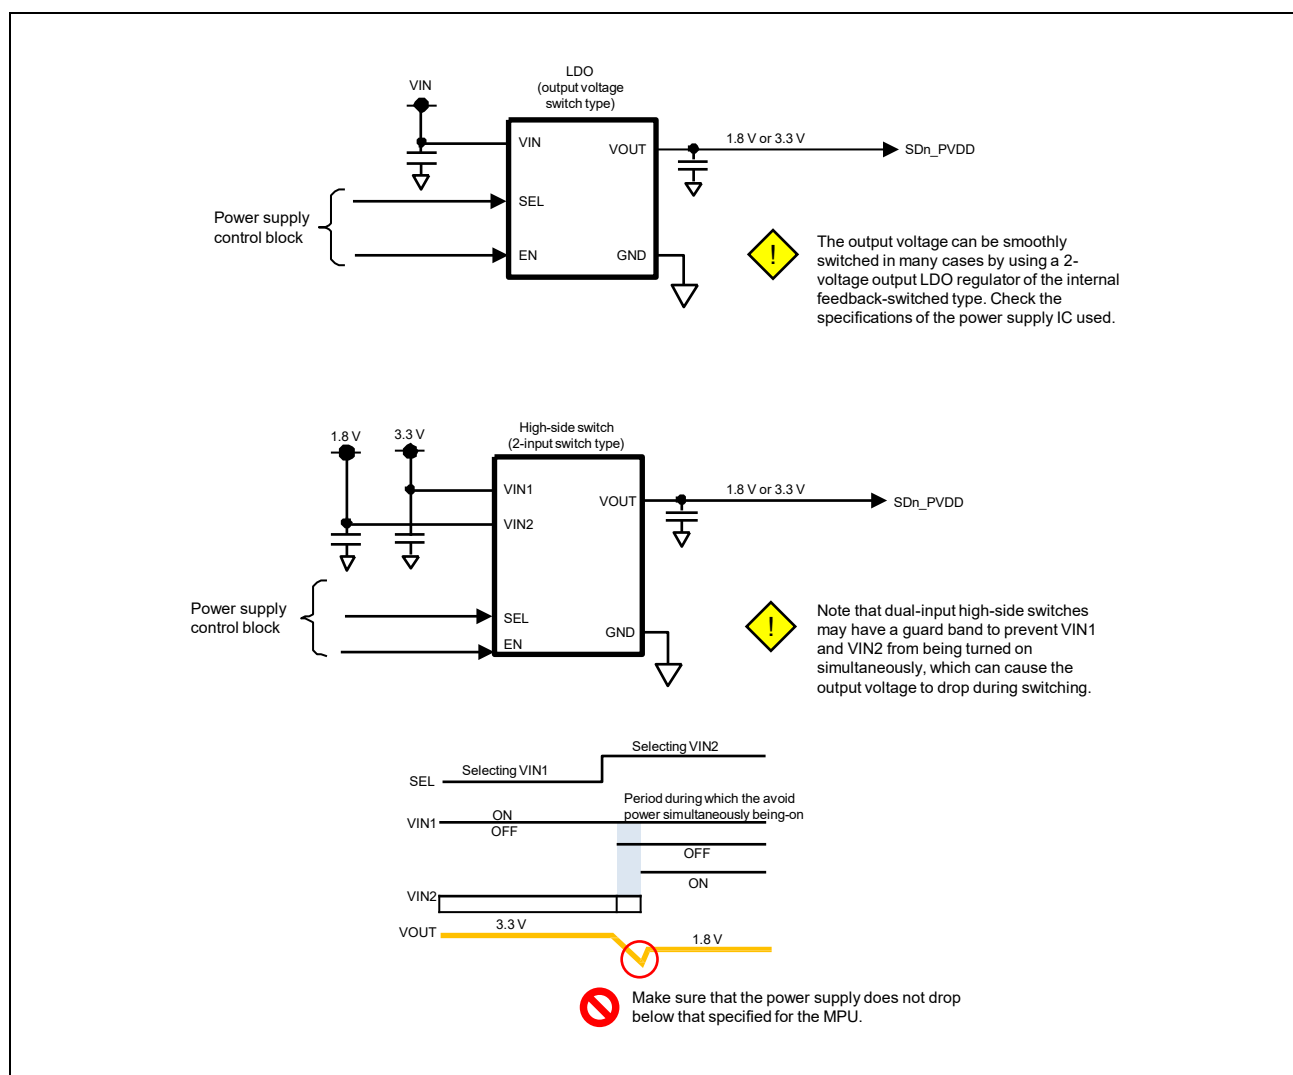 LDO
(output voltage
switch type)
VIN
VIN
VOUT
1.8 V or 3.3 V
SDn_PVDD
SEL
Power supply
control block
EN
GND
!
The output voltage can be smoothly
switched in many cases by using a 2-
voltage output LDO regulator of the internal
feedback-switched type. Check the
specifications of the power supply IC used.
High-side switch
(2-input switch type)
1.8 V
3.3 V
VIN1
VOUT
1.8 V or 3.3 V
SDn_PVDD
VIN2
Power supply
control block
SEL
GND
EN
!
Note that dual-input high-side switches
may have a guard band to prevent VIN1
and VIN2 from being turned on
simultaneously, which can cause the
output voltage to drop during switching.
Selecting VIN2
Selecting VIN1
SEL
Period during which the avoid
power simultaneously being-on
ON
VIN1
OFF
OFF
ON
VIN2
3.3 V
VOUT
1.8 V
Make sure that the power supply does not drop
below that specified for the MPU.